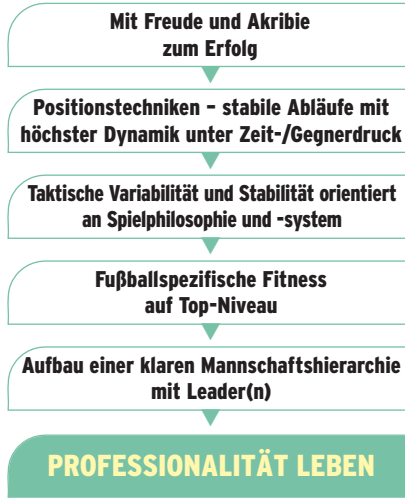 Mit Freude und Akribie
zum Erfolg
Positionstechniken – stabile Abläufe mit
höchster Dynamik unter Zeit-/Gegnerdruck
Taktische Variabilität und Stabilität orientiert
an Spielphilosophie und -system
Fußballspezifische Fitness
auf Top-Niveau
Aufbau einer klaren Mannschaftshierarchie
mit Leader(n)
PROFESSIONALITÄT LEBEN